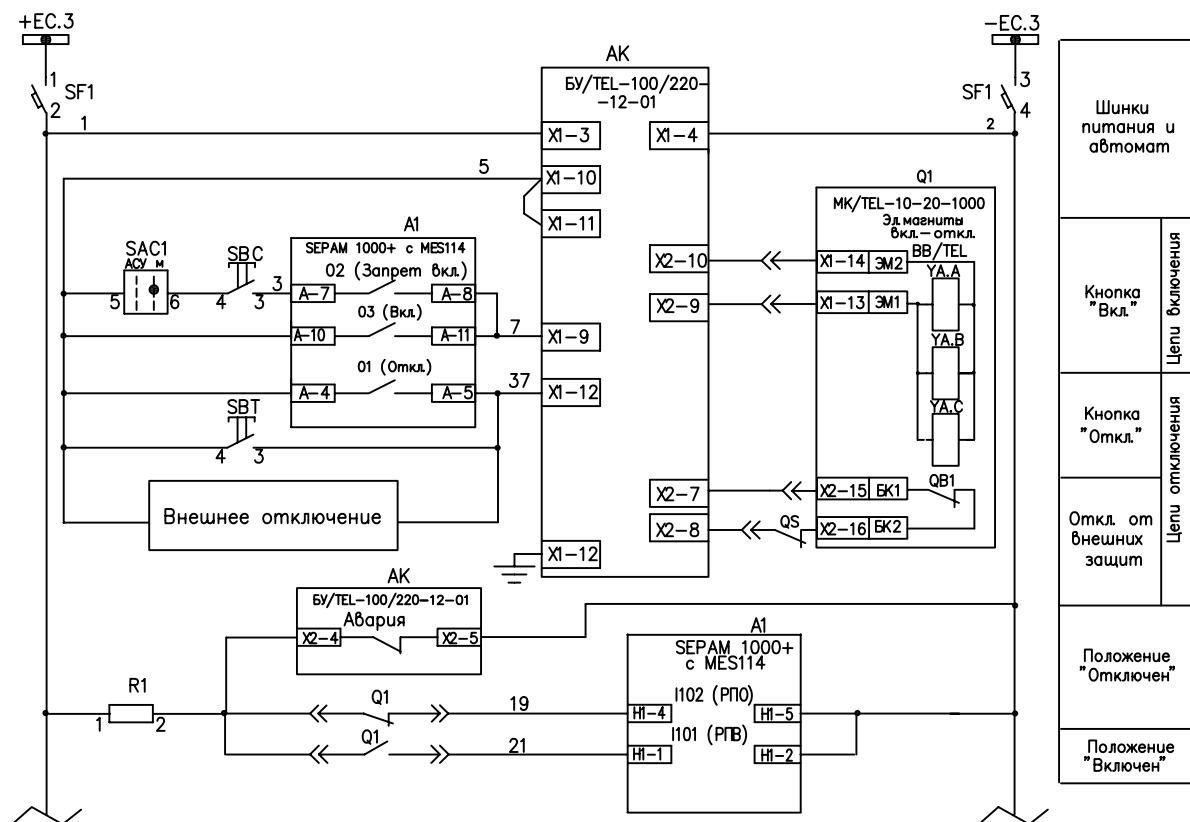 +EC.3
-EC.3
1
SF1
2
3
SF1
4
АК
БУ/TEL-100/220-
-12-01
1
X1-3
X1-4
2
5
X1-10
X1-11
Q1
МК/TEL-10-20-1000
Эл.магниты
вкл.-откл.
ВВ/TEL
X2-10
X1-14
ЭМ2
X2-9
X1-13
ЭМ1
YA.A
YA.B
YA.C
A1
SEPAM 1000+ с MES114
SAC1
АСУ м
5
6
SBC
4
3
3
O2 (Запрет вкл.)
A-7
A-8
O3 (Вкл.)
A-10
A-11
7
X1-9
O1 (Откл.)
A-4
A-5
37
X1-12
SBT
4
3
Внешнее отключение
X2-7
X2-15
БК1
QB1
X2-8
QS
X2-16
БК2
X1-12
АК
БУ/TEL-100/220-12-01
Авария
X2-4
X2-5
A1
SEPAM 1000+
с MES114
R1
1
2
Q1
19
I102 (РПО)
H1-4
H1-5
Q1
21
I101 (РПВ)
H1-1
H1-2
Шинки
питания и
автомат
Кнопка
"Вкл."
Цепи включения
Кнопка
"Откл."
Откл. от
внешних
защит
Цепи отключения
Положение
"Отключен"
Положение
"Включен"